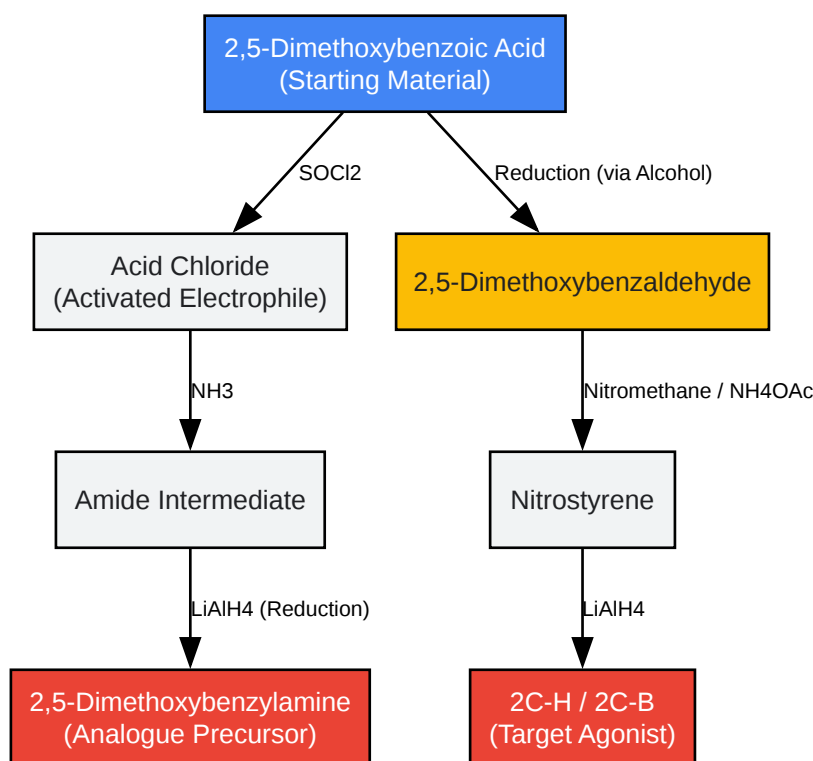 2,5-Dimethoxybenzoic Acid
(Starting Material)
SOCl2
Reduction (via Alcohol)
Acid Chloride
(Activated Electrophile)
2,5-Dimethoxybenzaldehyde
NH3
Nitromethane / NH4OAc
Amide Intermediate
Nitrostyrene
LiAlH4 (Reduction)
LiAlH4
2,5-Dimethoxybenzylamine
(Analogue Precursor)
2C-H / 2C-B
(Target Agonist)